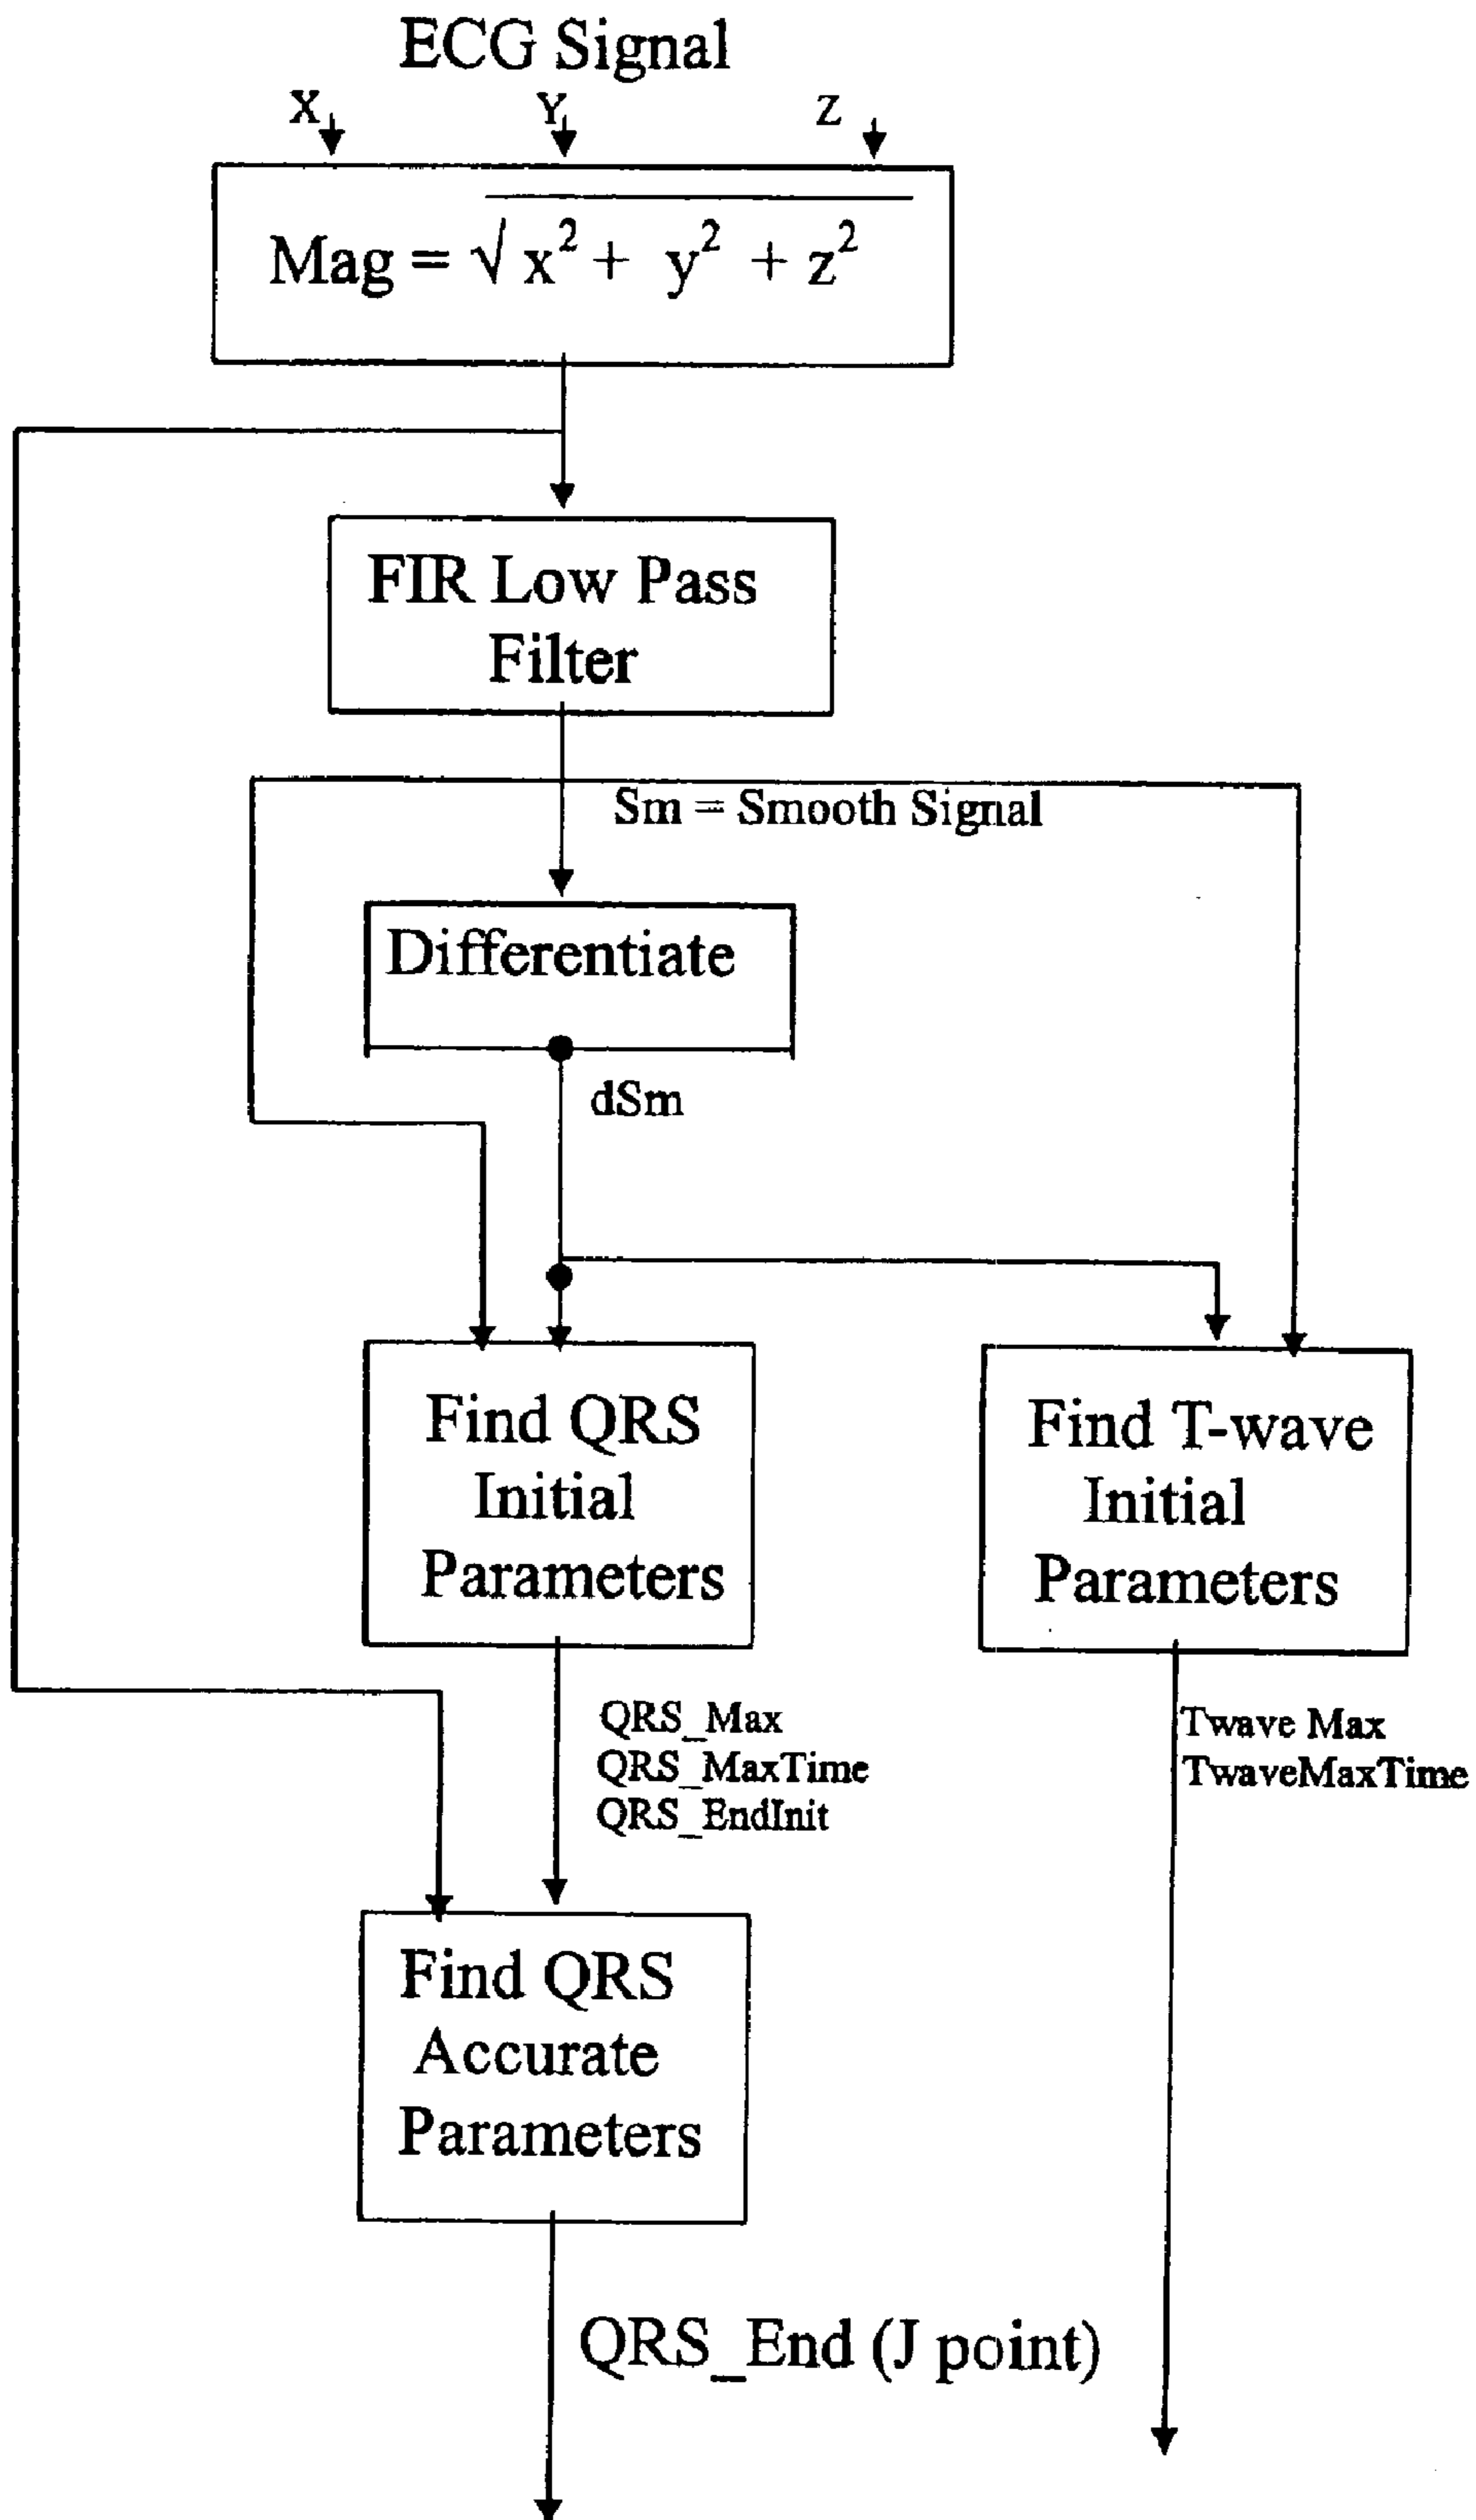 ECG Signal
X Y Z
Mag = √x² + y² + z²
FIR Low Pass
Filter
Sm = Smooth Signal
Differentiate
dSm
Find QRS
Initial
Parameters
Find T-wave
Initial
Parameters
QRS_Max
QRS_MaxTime
QRS_EndInit
Twave Max
TwaveMaxTime
Find QRS
Accurate
Parameters
QRS_End (J point)